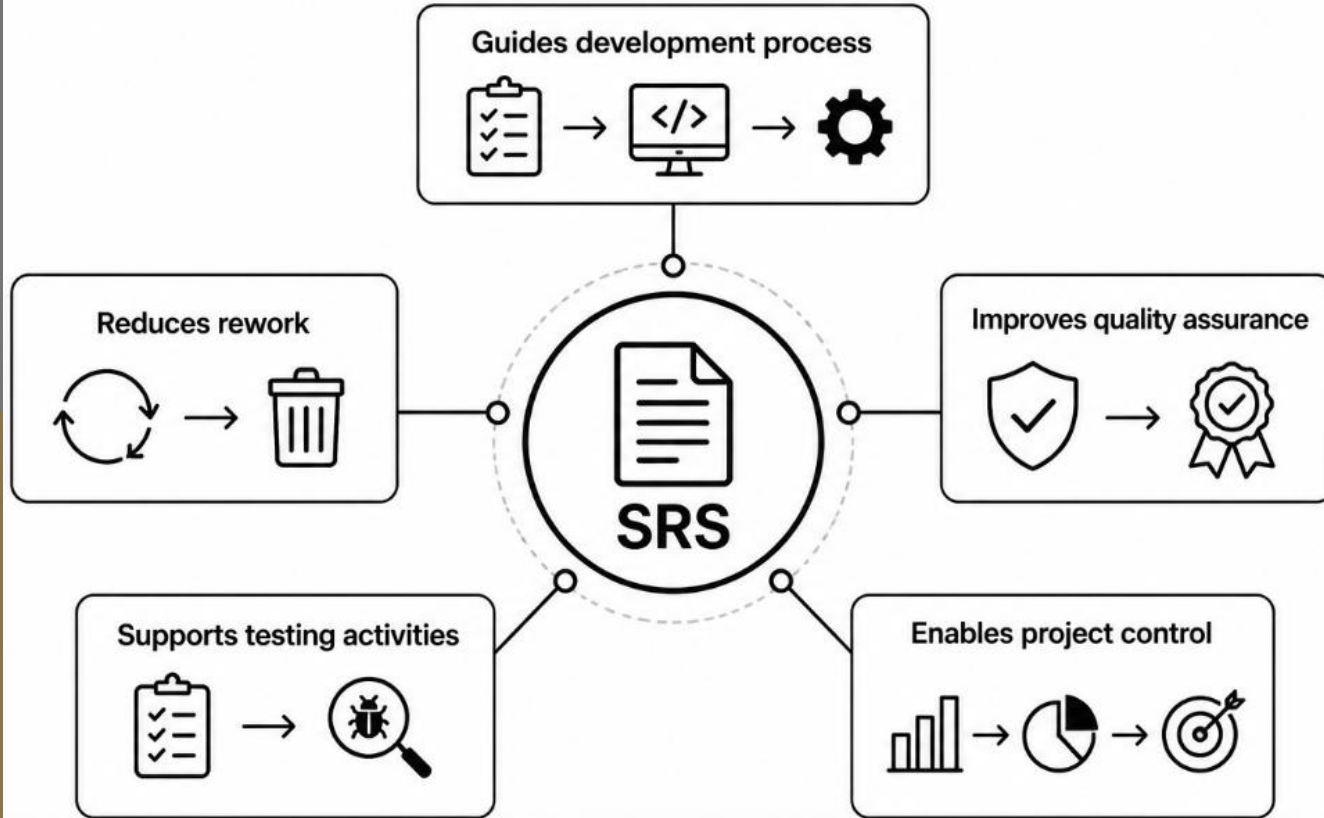 Guides development process
</>
Reduces rework
Improves quality assurance
SRS
Supports testing activities
Enables project control